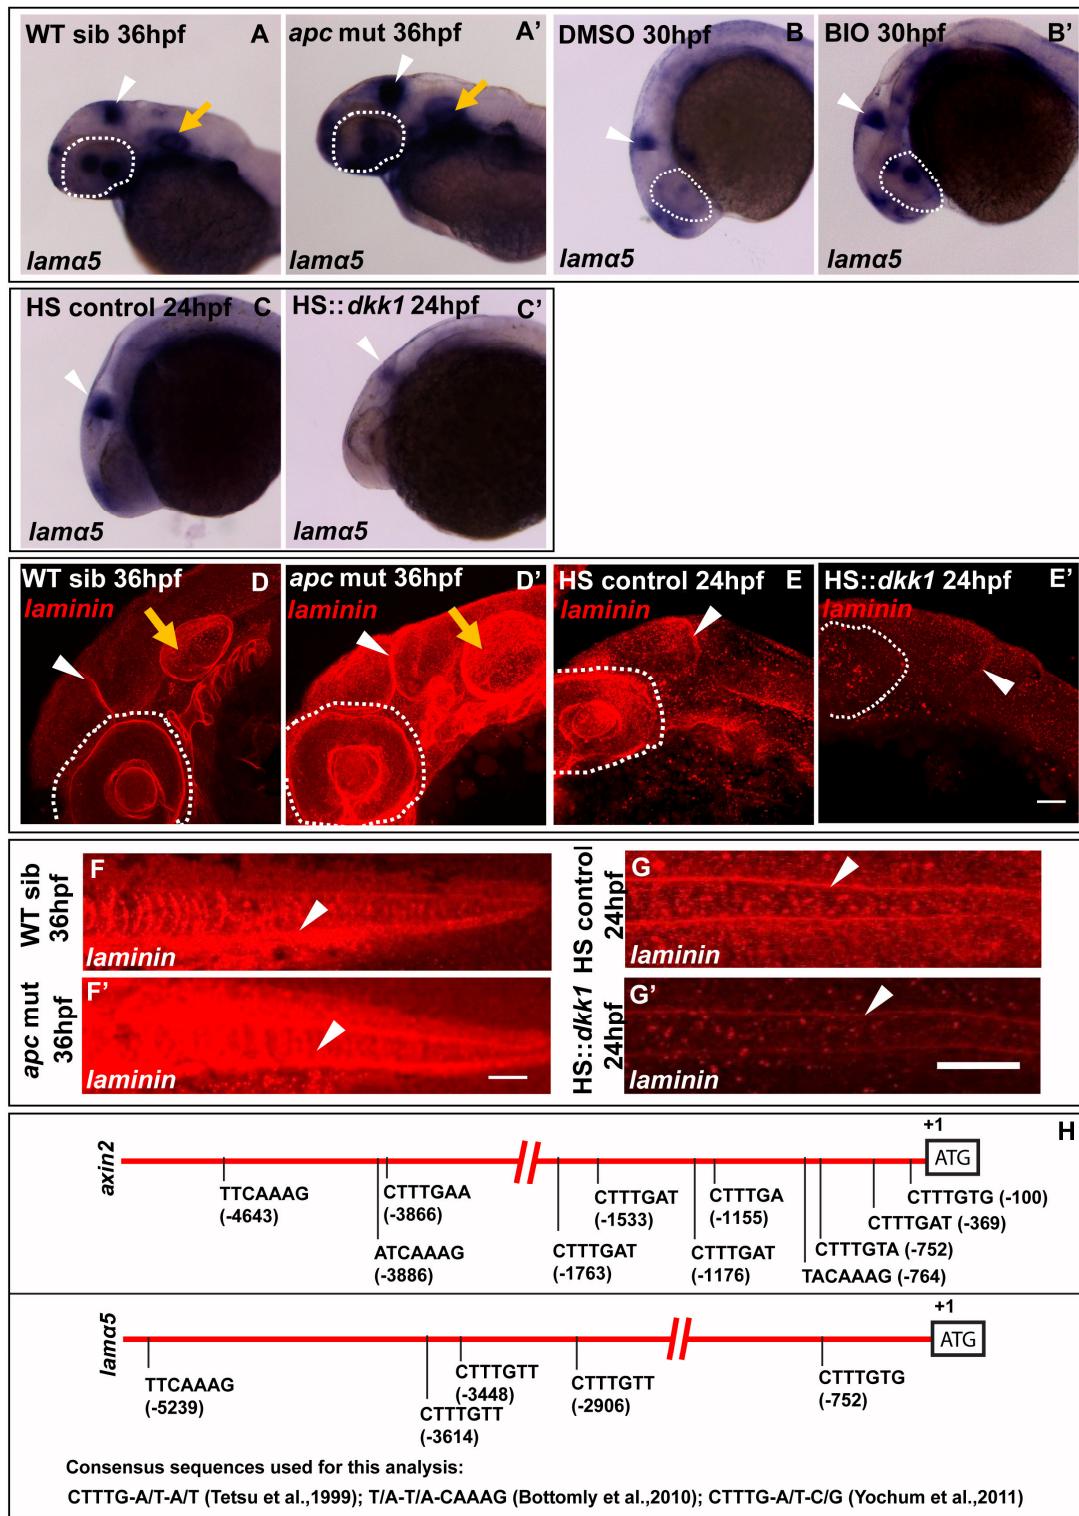 WT sib 36hpf A
apc mut 36hpf A’
DMSO 30hpf B
BIO 30hpf B’
lamα5
lamα5
lamα5
lamα5
HS control 24hpf C
HS::dkk1 24hpf C’
lamα5
lamα5
WT sib 36hpf D
laminin
apc mut 36hpf D’
laminin
HS control 24hpf E
laminin
HS::dkk1 24hpf E’
laminin
WT sib
36hpf
F
laminin
apc mut
36hpf
F’
laminin
HS control
24hpf
G
laminin
HS::dkk1
24hpf
G’
laminin
H
axin2
+1
ATG
TTCAAAG
(-4643)
CTTTGAA
(-3866)
ATCAAAG
(-3886)
CTTTGAT
(-1533)
CTTTGAT
(-1763)
CTTTGA
(-1155)
CTTTGAT
(-1176)
CTTTGTG (-100)
CTTTGAT (-369)
CTTTGTA (-752)
TACAAAG (-764)
lamα5
+1
ATG
TTCAAAG
(-5239)
CTTTGTT
(-3448)
CTTTGTT
(-3614)
CTTTGTT
(-2906)
CTTTGTG
(-752)
Consensus sequences used for this analysis:
CTTTG-A/T-A/T (Tetsu et al.,1999); T/A-T/A-CAAAG (Bottomly et al.,2010); CTTTG-A/T-C/G (Yochum et al.,2011)